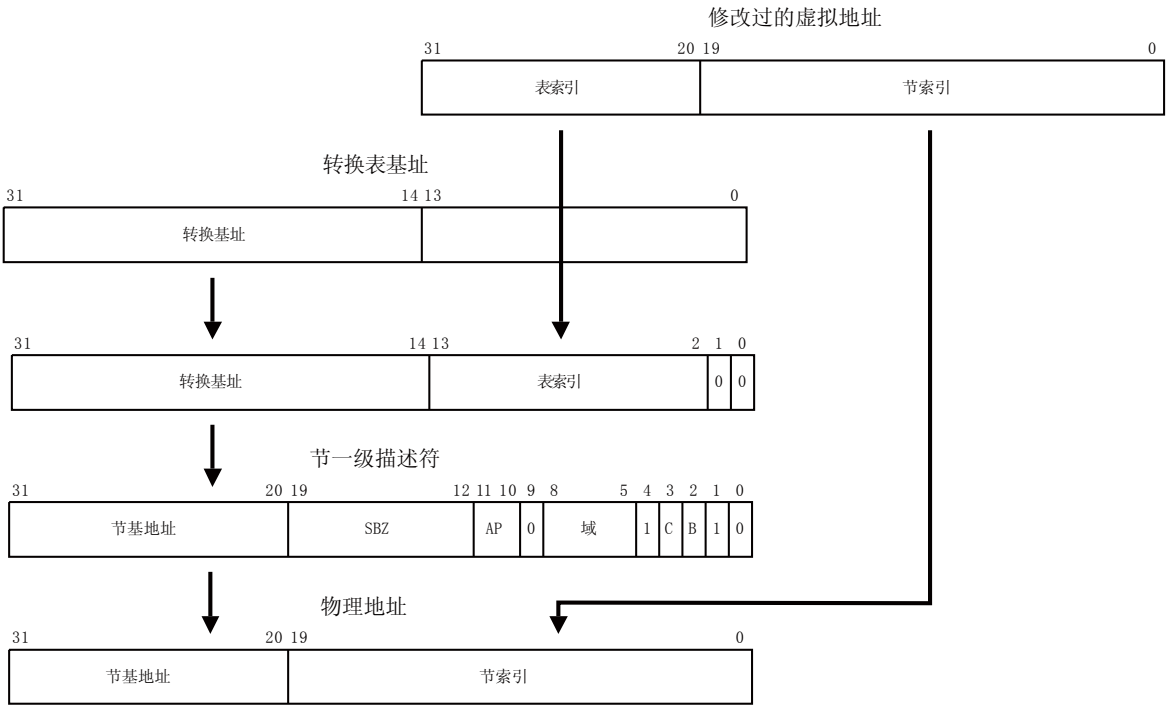 修改过的虚拟地址
31 20 19 0
表索引 节索引
转换表基址
31 14 13 0
转换基址
31 14 13 2 1 0
转换基址 表索引 0 0
节一级描述符
31 20 19 12 11 10 9 8 5 4 3 2 1 0
节基地址 SBZ AP 0 域 1 C B 1 0
物理地址
31 20 19 0
节基地址 节索引